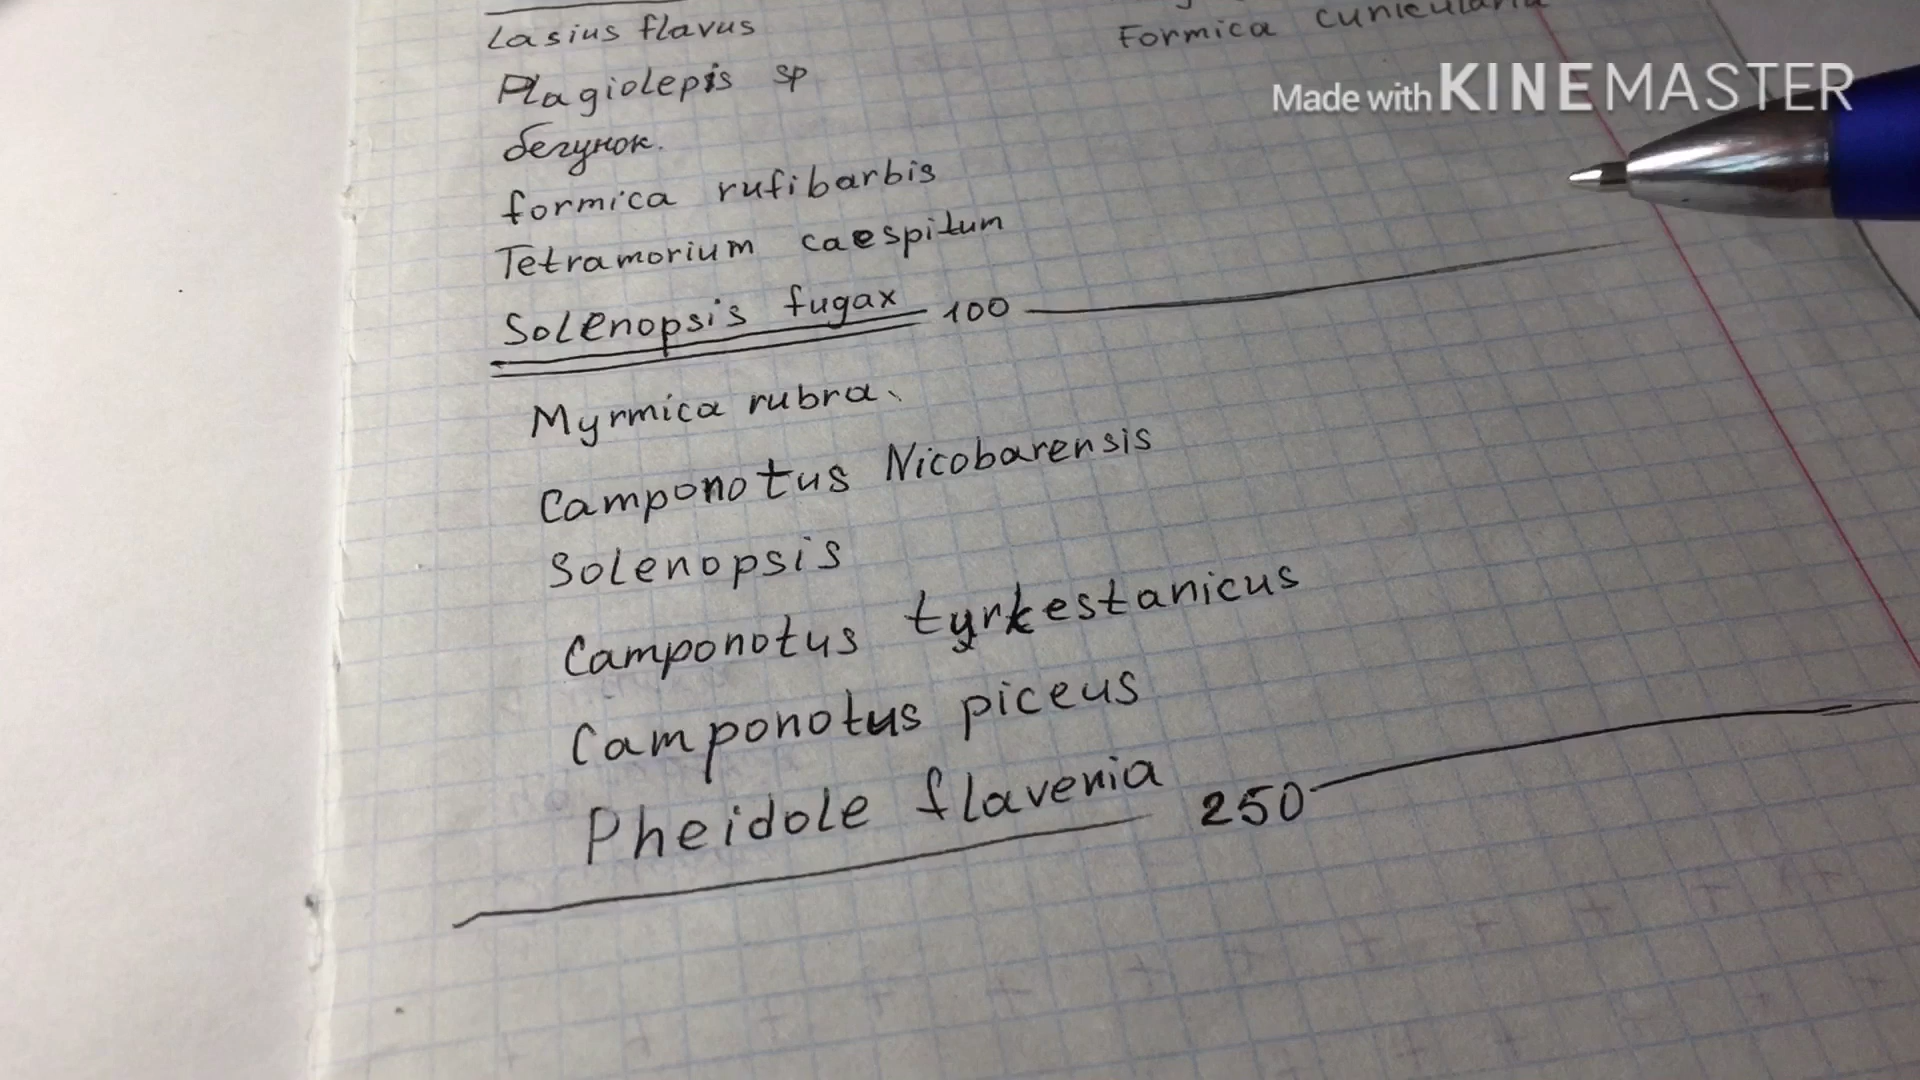 Lasius flavus
Formica cunicularia
Made with KINEMASTER
Plagiolepis sp
бегунок.
formica rufibarbis
Tetramorium caespitum
Solenopsis fugax 100
Myrmica rubra.
Camponotus Nicobarensis
Solenopsis
Camponotus tyrkestanicus
Camponotus piceus
Pheidole flavenia 250